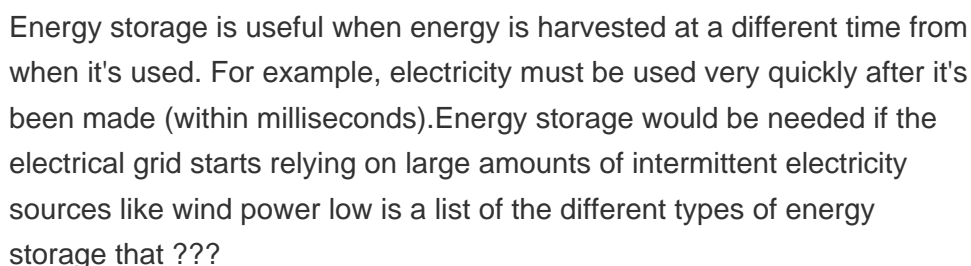 Energy storage is useful when energy is harvested at a different time from
when it's used. For example, electricity must be used very quickly after it's
been made (within milliseconds).Energy storage would be needed if the
electrical grid starts relying on large amounts of intermittent electricity
sources like wind power low is a list of the different types of energy
storage that ???